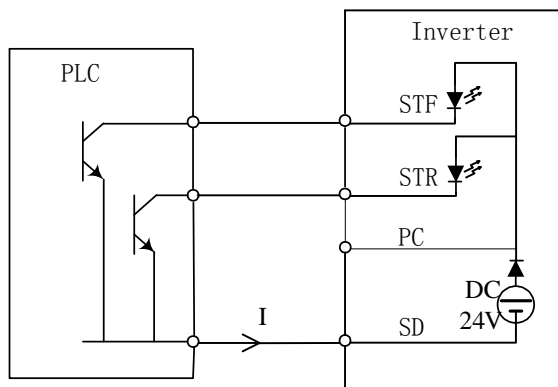 Inverter
PLC
STF
STR
PC
DC
24V
I
SD